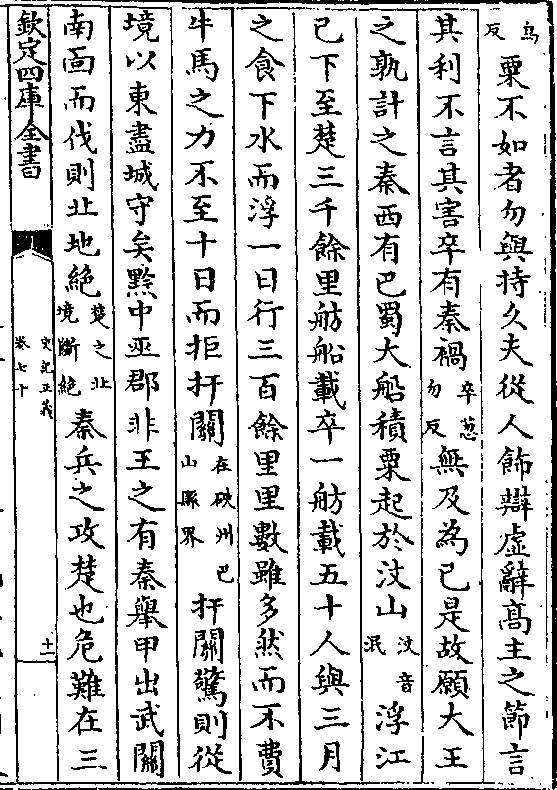 烏反粟不如者勿與持久夫從人飾辯虛辭髙主之節言
其利不言其害卒有秦禍卒葱勿反無及為已是故願大王
之孰計之秦西有巴蜀大船積粟起於汶山汶音泯浮江
已下至楚三千餘里舫船載卒一舫載五十人與三月
之食下水而浮一日行三百餘里里數雖多然而不費
牛馬之力不至十日而拒扞關在硤州巴山縣界扞關驚則從
境以東盡城守矣黔中巫郡非王之有秦舉甲出武關
南面而伐則北地絶楚之北境斷絶秦兵之攻楚也危難在三
欽定四庫全書
史記正義
卷七十
十一